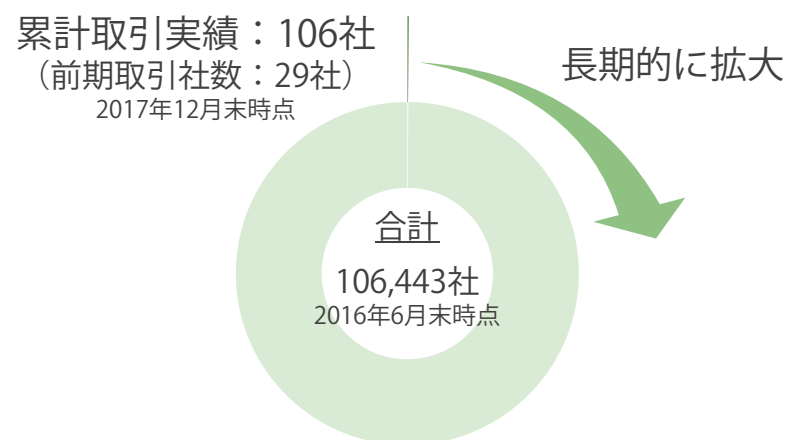 累計取引実績：106社
（前期取引社数：29社）
2017年12月末時点
長期的に拡大
合計
106,443社
2016年6月末時点